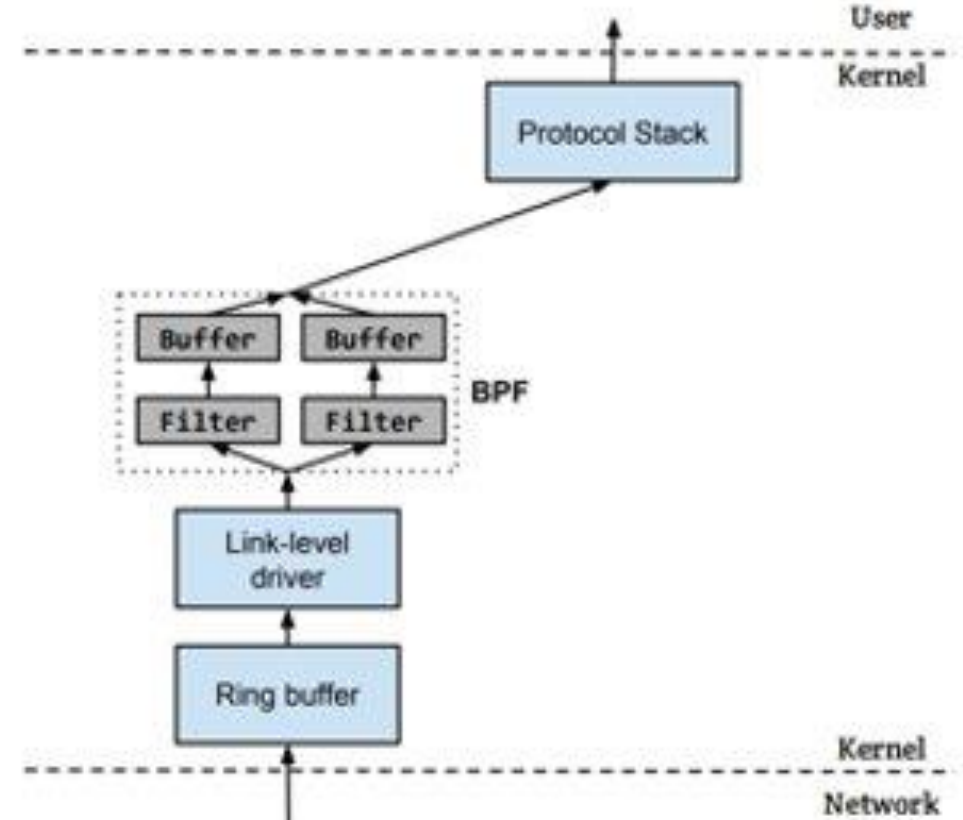 User
Kernel
Protocol Stack
Buffer
Buffer
BPF
Filter
Filter
Link-level
driver
Ring buffer
Kernel
Network